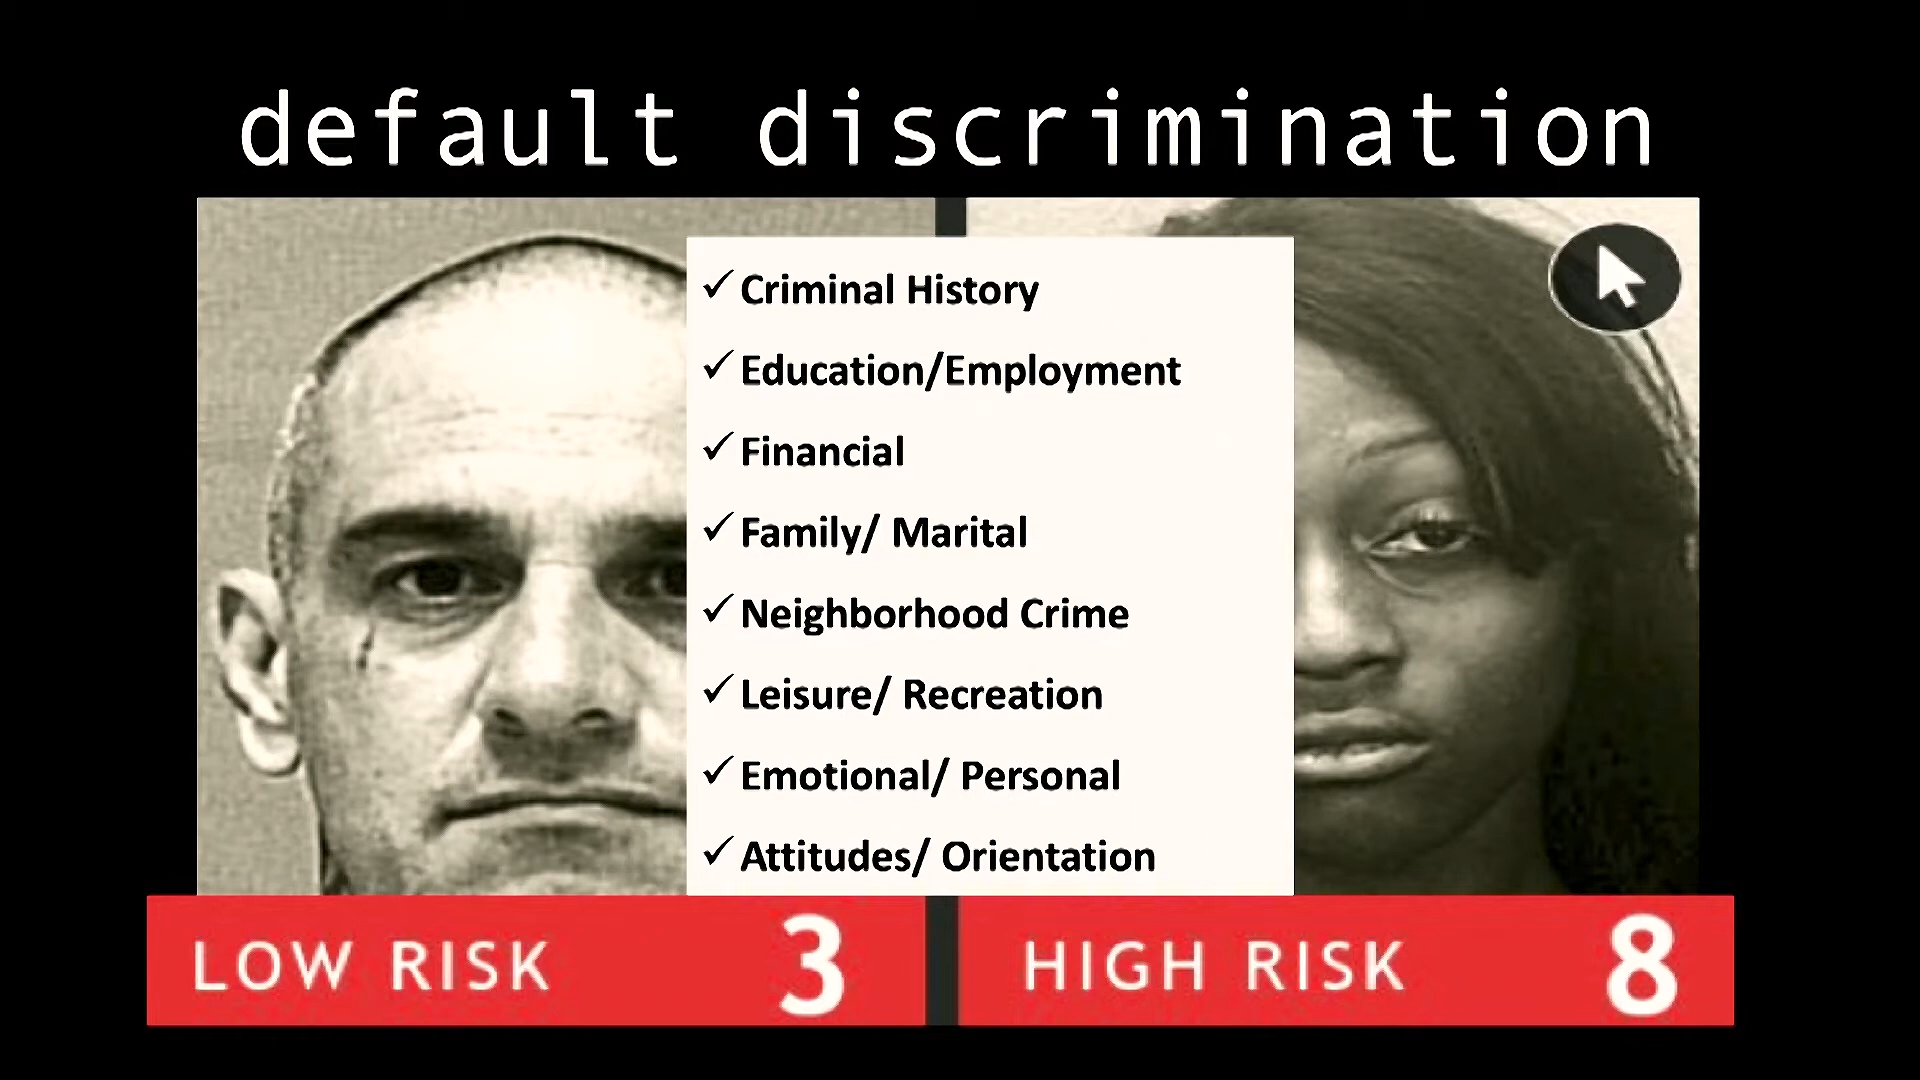 default discrimination
✓ Criminal History
✓ Education/Employment
✓ Financial
✓ Family/ Marital
✓ Neighborhood Crime
✓ Leisure/ Recreation
✓ Emotional/ Personal
✓ Attitudes/ Orientation
LOW RISK 3
HIGH RISK 8